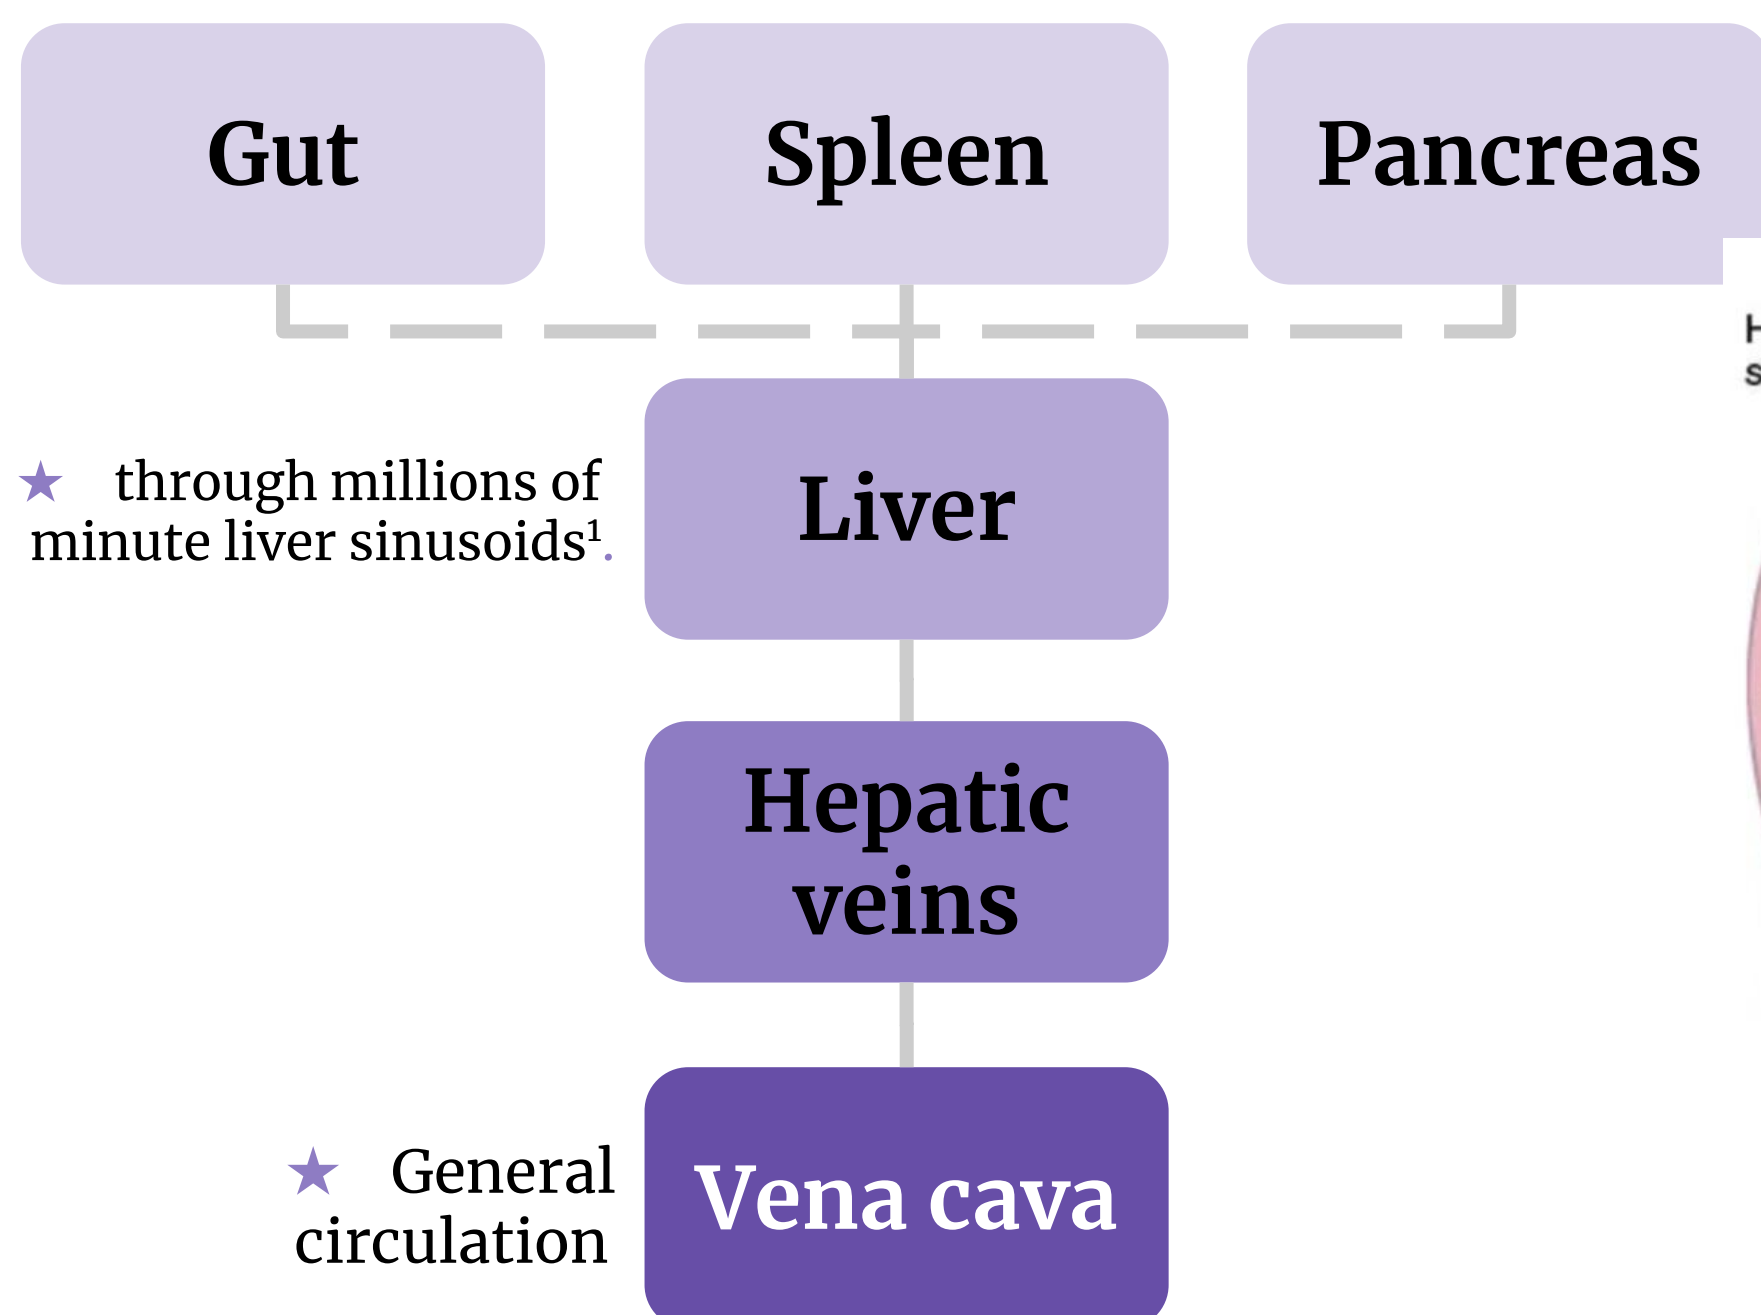 Gut
Spleen
Pancreas
★ through millions of
minute liver sinusoids¹.
Liver
Hepatic
veins
★ General
circulation
Vena cava